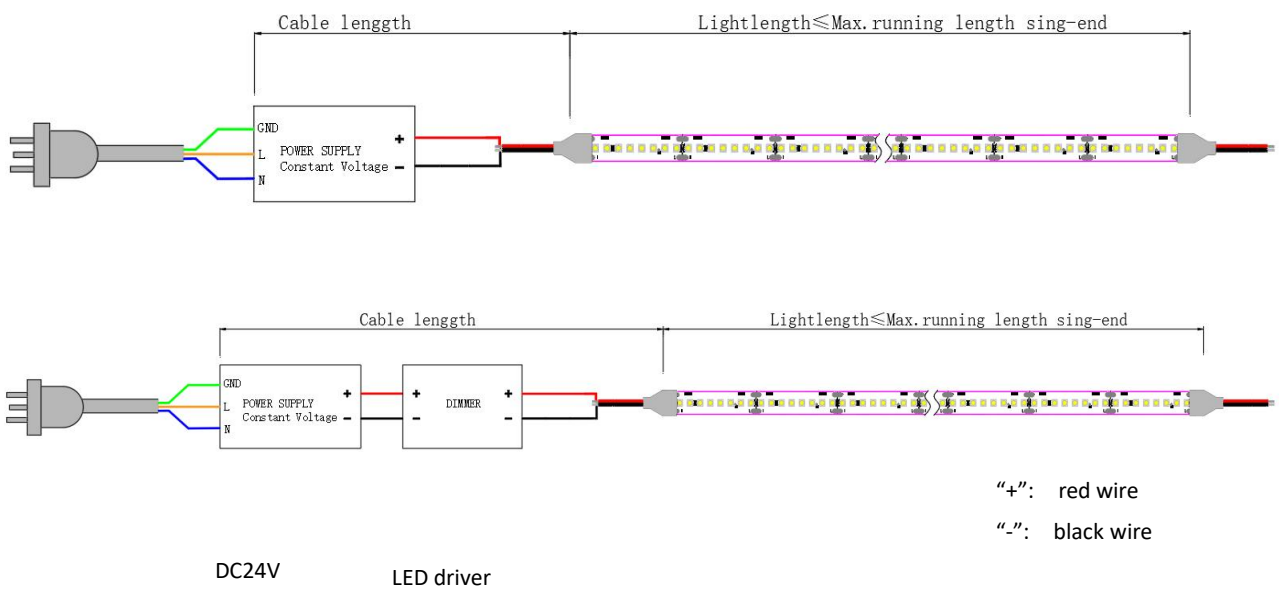 Cable lenggth
Lightlength≤Max.running length sing-end
GND
L
N
POWER SUPPLY
Constant Voltage
+
-
Cable lenggth
Lightlength≤Max.running length sing-end
GND
L
N
POWER SUPPLY
Constant Voltage
+
-
+
-
DIMMER
+
-
“+”: red wire
“-”: black wire
DC24V
LED driver